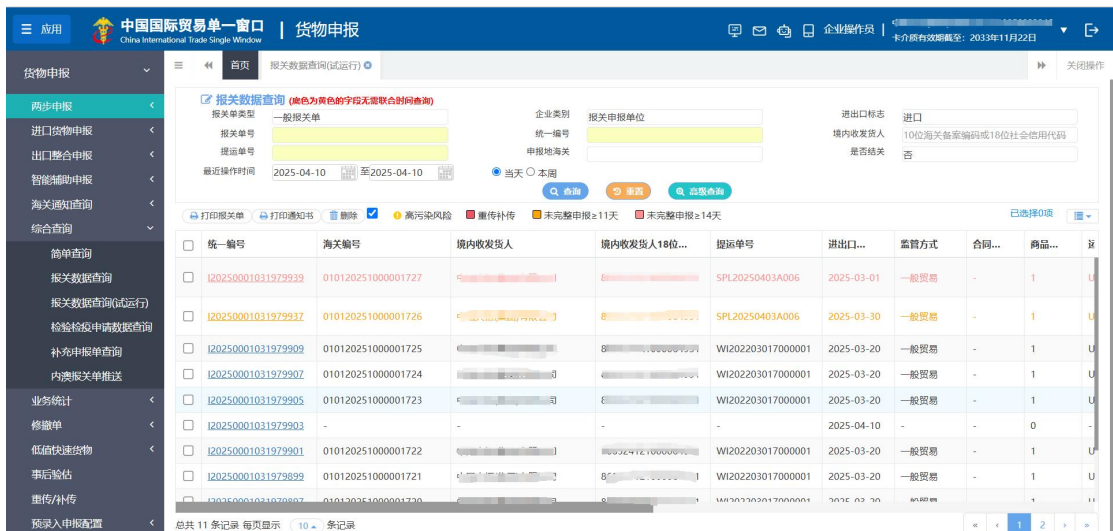 应用 中国国际贸易单一窗口 | 货物申报 企业操作员 卡介质有效期截至：2033年11月22日
China International Trade Single Window
货物申报 首页 报关数据查询(试运行) 关闭操作
两步申报
进口货物申报
出口整合申报
智能辅助申报
海关通知查询
综合查询
简单查询
报关数据查询
报关数据查询(试运行)
检验检疫申请数据查询
补充申报单查询
内澳报关单推送
业务统计
修撤单
低值快速货物
事后验估
重传/补传
预录入申报配置
报关数据查询 (底色为黄色的字段无需联合时间查询)
报关单类型 一般报关单 企业类别 报关申报单位 进出口标志 进口
报关单号 统一编号 境内收发货人 10位海关备案编码或18位社会信用代码
提运单号 申报地海关 是否结关 否
最近操作时间 2025-04-10 至 2025-04-10 当天 本周
查询 重置 高级查询
打印报关单 打印通知书 删除 高污染风险 重传补传 未完整申报≥11天 未完整申报≥14天 已选择0项
统一编号 海关编号 境内收发货人 境内收发货人18位... 提运单号 进出口... 监管方式 合同... 商品... 运
I20250001031979939 010120251000001727 SPL20250403A006 2025-03-01 一般贸易 - 1 U
I20250001031979937 010120251000001726 SPL20250403A006 2025-03-30 一般贸易 - 1 U
I20250001031979909 010120251000001725 WI202203017000001 2025-03-20 一般贸易 - 1 U
I20250001031979907 010120251000001724 WI202203017000001 2025-03-20 一般贸易 - 1 U
I20250001031979905 010120251000001723 WI202203017000001 2025-03-20 一般贸易 - 1 U
I20250001031979903 - - - - 2025-04-10 - - 0 -
I20250001031979901 010120251000001722 WI202203017000001 2025-03-20 一般贸易 - 1 U
I20250001031979899 010120251000001721 WI202203017000001 2025-03-20 一般贸易 - 1 U
I20250001031979897 010120251000001720 WI202203017000001 2025-03-20 一般贸易 - 1
总共 11 条记录 每页显示 10 条记录 « ‹ 1 2 › »